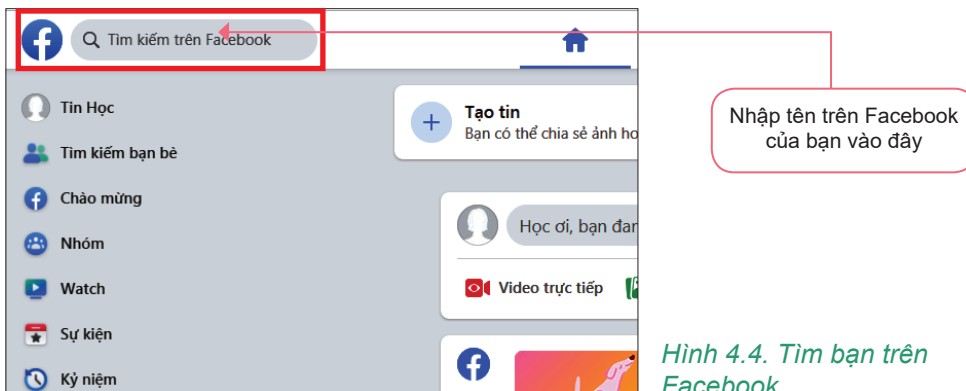 Tìm kiếm trên Facebook
Tin Học
Tìm kiếm bạn bè
Chào mừng
Nhóm
Watch
Sự kiện
Kỷ niệm
Tạo tin
Bạn có thể chia sẻ ảnh ho
Học ơi, bạn đan
Video trực tiếp
Nhập tên trên Facebook
của bạn vào đây
Hình 4.4. Tìm bạn trên
Facebook